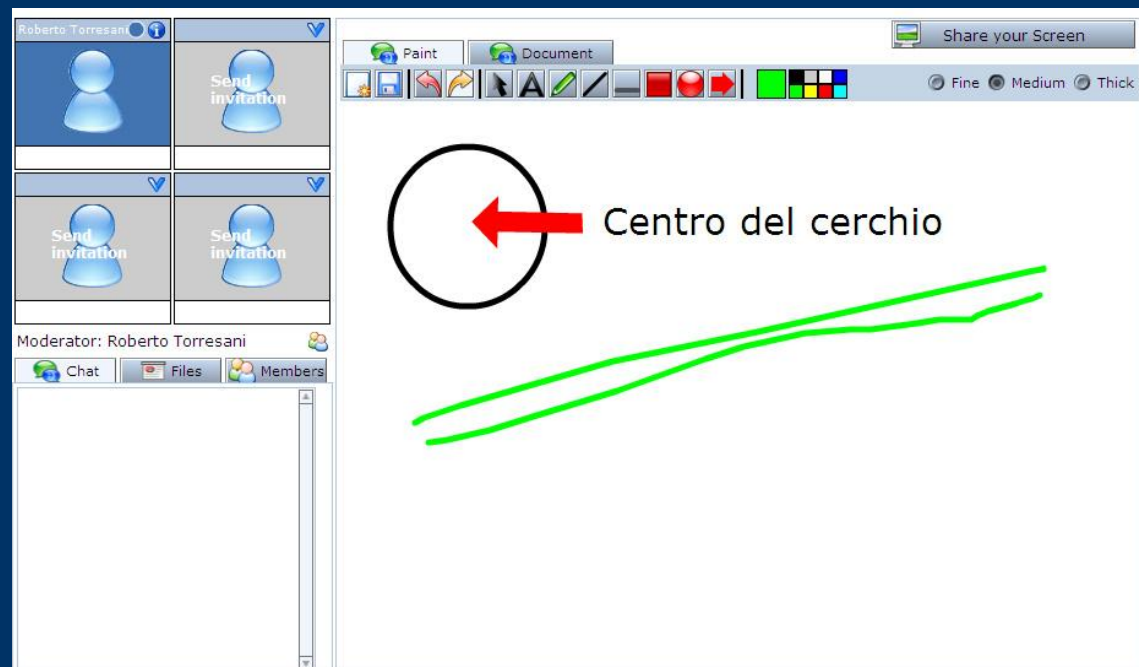 Roberto Torresani
Send
invitation
Send
invitation
Send
invitation
Moderator: Roberto Torresani
Chat Files Members
Paint Document
Share your Screen
A
Fine Medium Thick
Centro del cerchio